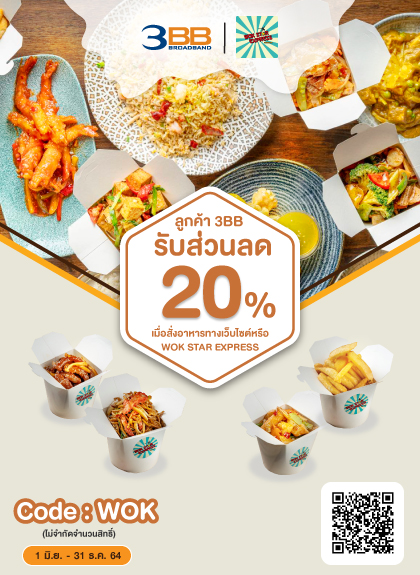 3BB
BROADBAND
WOK STAR
EXPRESS
ลูกค้า 3BB
รับส่วนลด
20%
เมื่อสั่งอาหารทางเว็บไซต์หรือ
WOK STAR EXPRESS
Code : WOK
(ไม่จำกัดจำนวนสิทธิ์)
1 มิ.ย. - 31 ธ.ค. 64